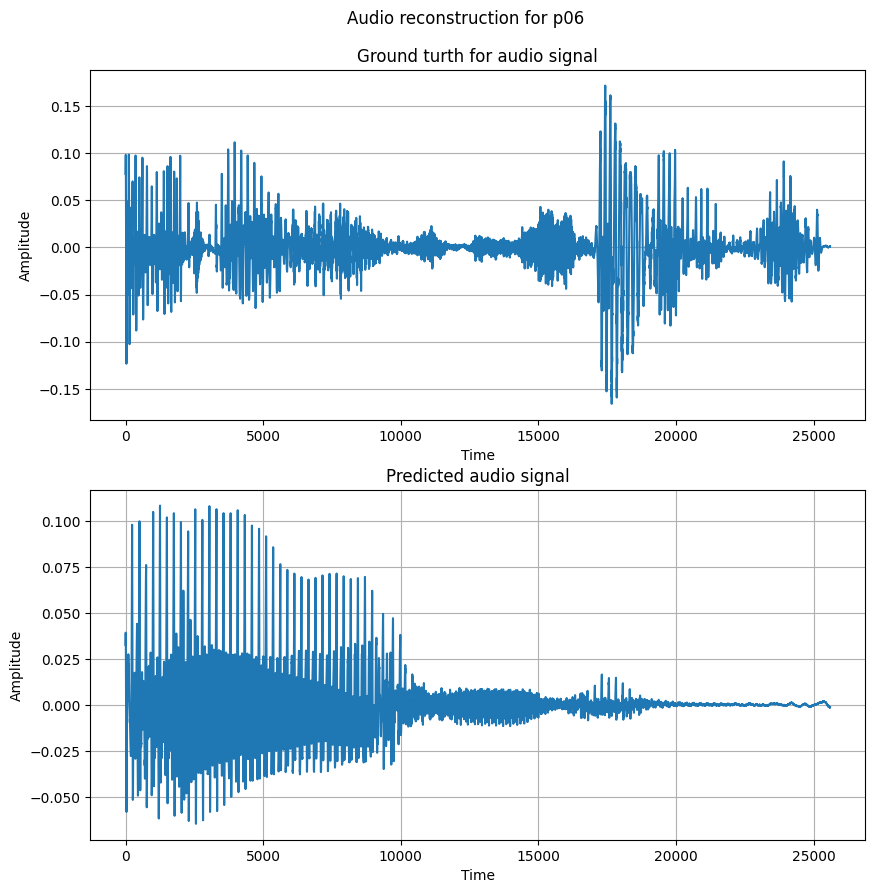 Audio reconstruction for p06
Ground turth for audio signal
0.15
0.10
0.05
0.00
−0.05
−0.10
−0.15
Amplitude
0 5000 10000 15000 20000 25000
Time
Predicted audio signal
0.100
0.075
0.050
0.025
0.000
−0.025
−0.050
Amplitude
0 5000 10000 15000 20000 25000
Time